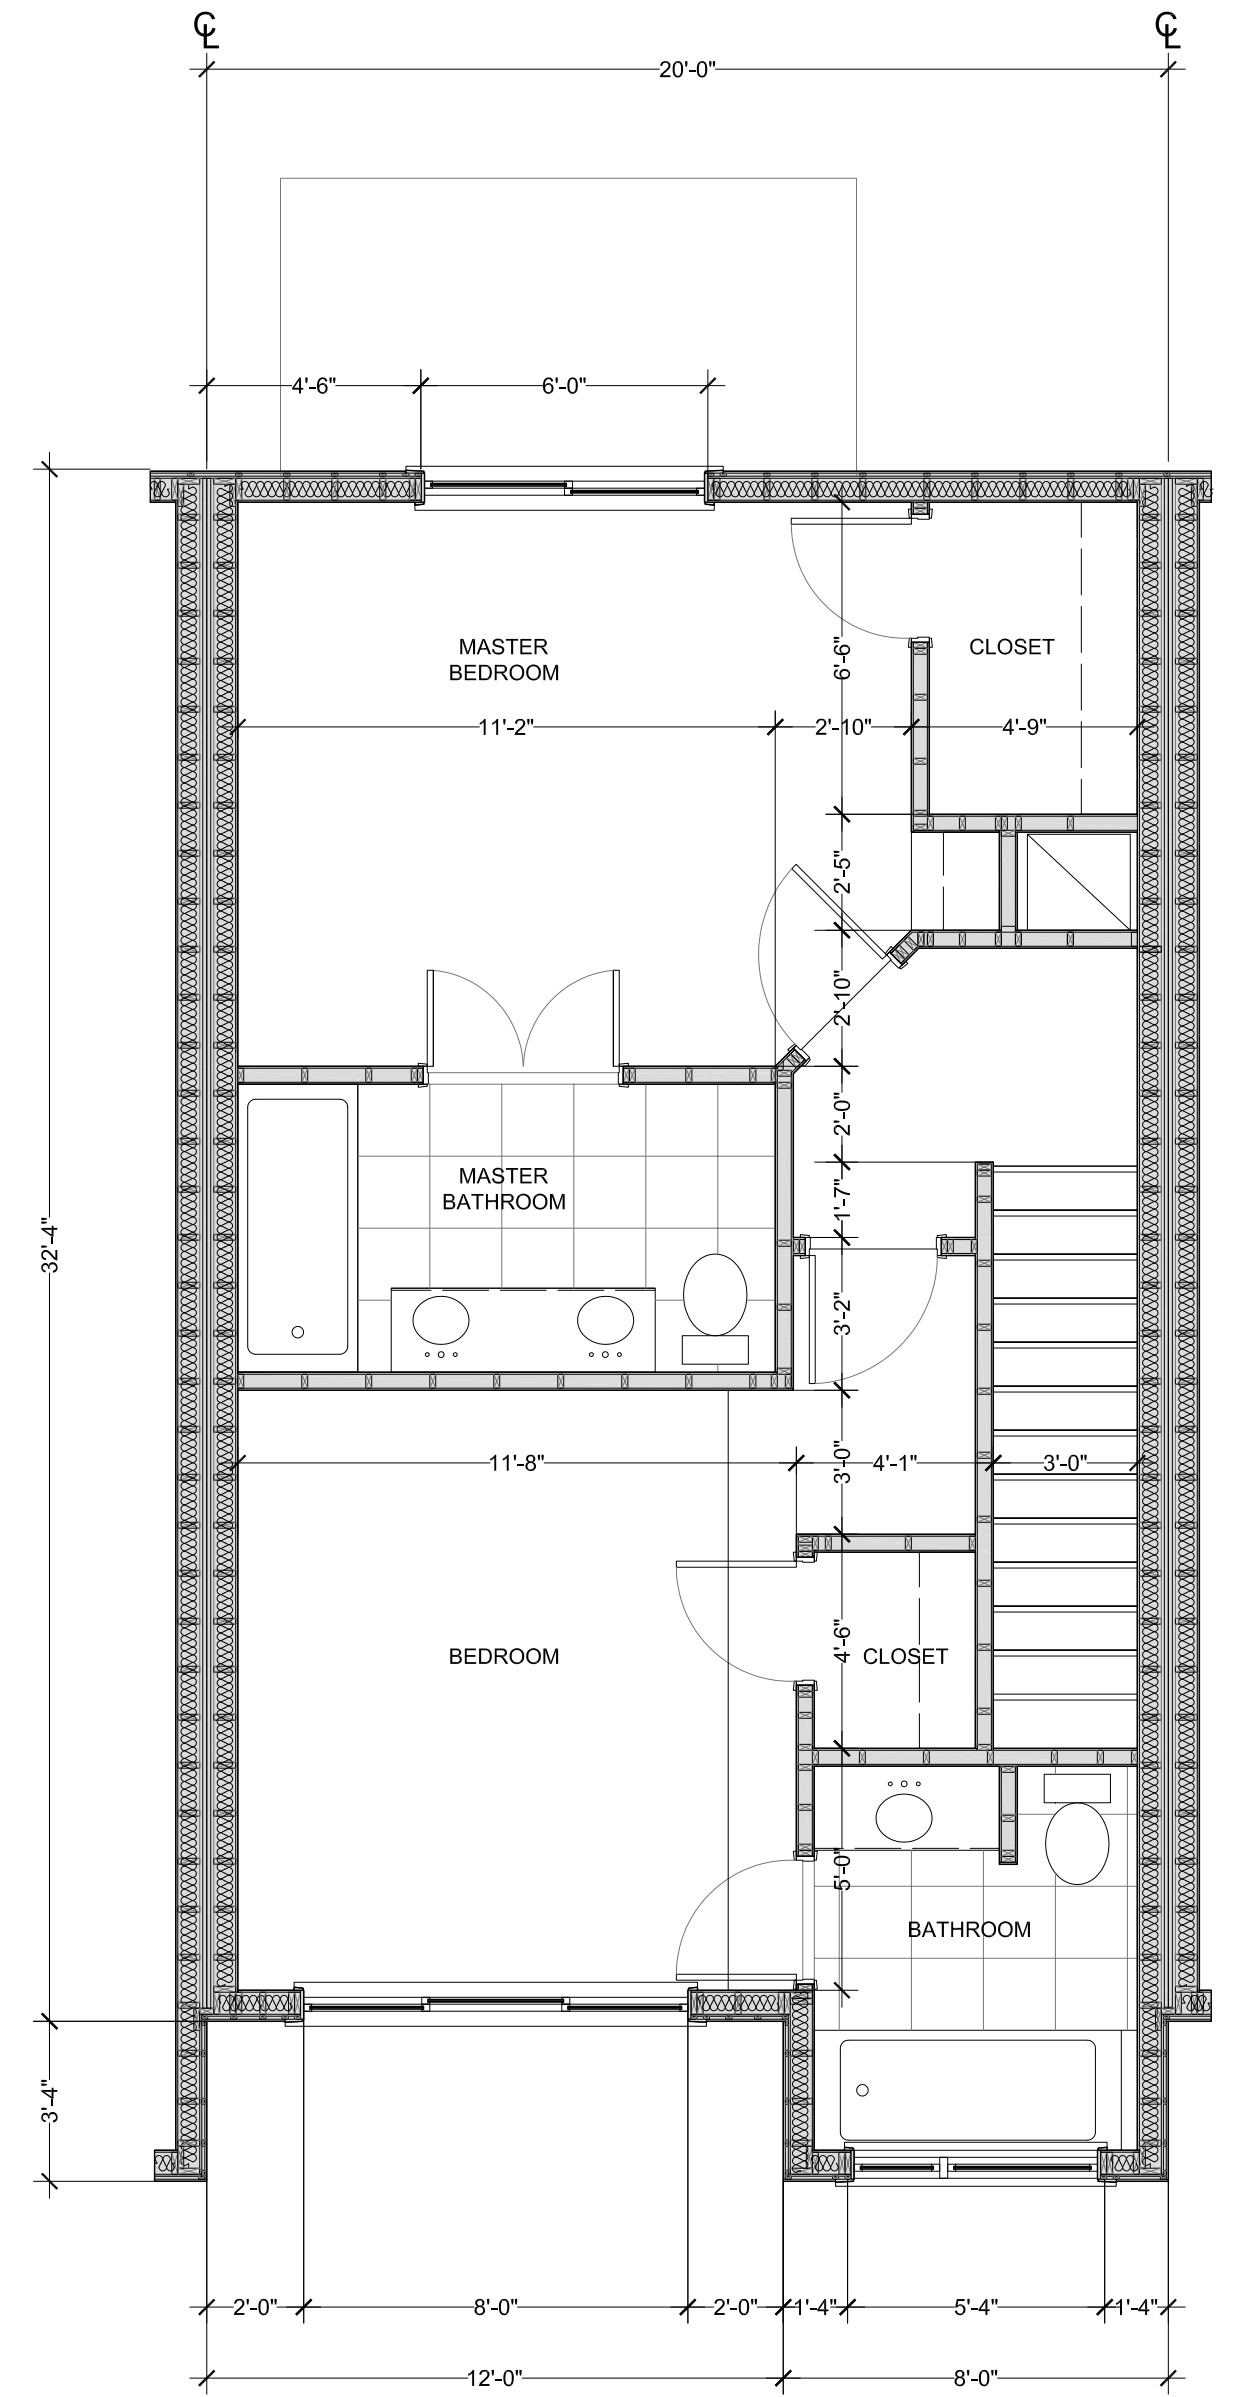 ℄ ℄
20'-0"
4'-6" 6'-0"
MASTER
BEDROOM
CLOSET
6'-6"
11'-2" 2'-10" 4'-9"
2'-5"
2'-10"
2'-0"
MASTER
BATHROOM
1'-7"
32'-4"
3'-2"
11'-8" 3'-0" 4'-1" 3'-0"
4'-6"
BEDROOM
CLOSET
5'-0"
BATHROOM
3'-4"
2'-0" 8'-0" 2'-0" 1'-4" 5'-4" 1'-4"
12'-0" 8'-0"